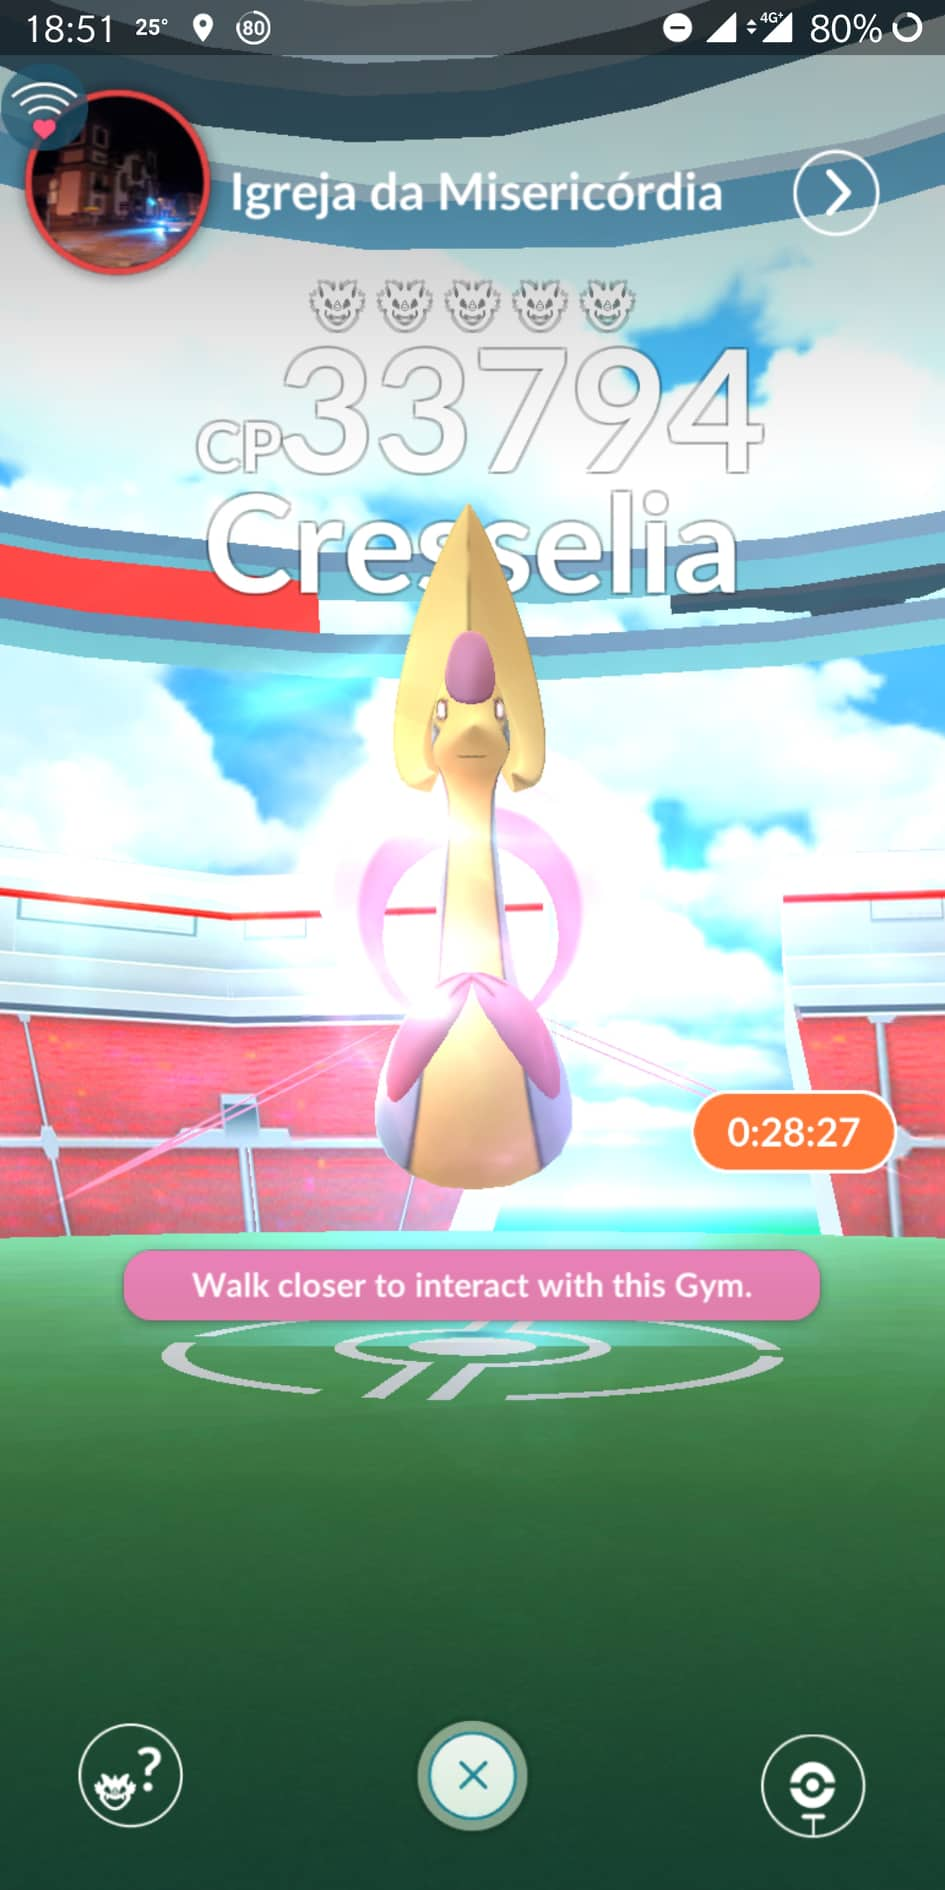 18:51 25° 80 4G+ 80%
Igreja da Misericórdia
CP33794
Cresselia
0:28:27
Walk closer to interact with this Gym.
?